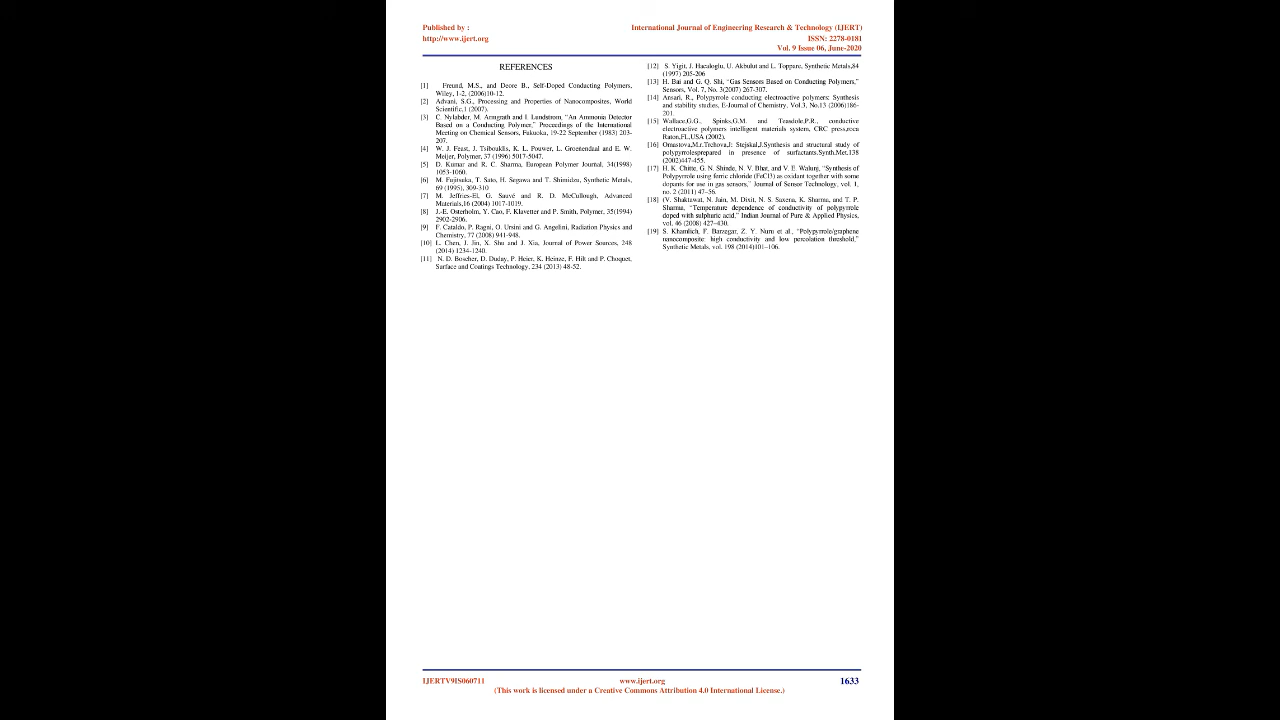 Published by :
http://www.ijert.org
International Journal of Engineering Research & Technology (IJERT)
ISSN: 2278-0181
Vol. 9 Issue 06, June-2020
REFERENCES
[1] Freund, M.S., and Deore B., Self-Doped Conducting Polymers,
Wiley, 1-2, (2006)10-12.
[2] Advani, S.G., Processing and Properties of Nanocomposites, World
Scientific,1 (2007).
[3] C. Nylabder, M. Armgrath and I. Lundstrom, “An Ammonia Detector
Based on a Conducting Polymer,” Proceedings of the International
Meeting on Chemical Sensors, Fukuoka, 19-22 September (1983) 203-
207.
[4] W. J. Feast, J. Tsibouklis, K. L. Pouwer, L. Groenendaal and E. W.
Meijer, Polymer, 37 (1996) 5017-5047.
[5] D. Kumar and R. C. Sharma, European Polymer Journal, 34(1998)
1053-1060.
[6] M. Fujitsuka, T. Sato, H. Segawa and T. Shimidzu, Synthetic Metals,
69 (1995), 309-310
[7] M. Jeffries-El, G. Sauvé and R. D. McCullough, Advanced
Materials,16 (2004) 1017-1019.
[8] J.-E. Osterholm, Y. Cao, F. Klavetter and P. Smith, Polymer, 35(1994)
2902-2906.
[9] F. Cataldo, P. Ragni, O. Ursini and G. Angelini, Radiation Physics and
Chemistry, 77 (2008) 941-948.
[10] L. Chen, J. Jin, X. Shu and J. Xia, Journal of Power Sources, 248
(2014) 1234-1240.
[11] N. D. Boscher, D. Duday, P. Heier, K. Heinze, F. Hilt and P. Choquet,
Surface and Coatings Technology, 234 (2013) 48-52.
[12] S. Yigit, J. Hacaloglu, U. Akbulut and L. Toppare, Synthetic Metals,84
(1997) 205-206
[13] H. Bai and G. Q. Shi, “Gas Sensors Based on Conducting Polymers,”
Sensors, Vol. 7, No. 3(2007) 267-307.
[14] Ansari, R., Polypyrrole conducting electroactive polymers: Synthesis
and stability studies, E-Journal of Chemistry, Vol.3, No.13 (2006)186-
201.
[15] Wallace,G.G., Spinks,G.M. and Teasdole,P.R., conductive
electroactive polymers intelligent materials system, CRC press,roca
Raton,FL,USA (2002).
[16] Omastova,M.r.Trchova,J: Stejskal,J.Synthesis and structural study of
polypyrrolesprepared in presence of surfactants.Synth.Met,138
(2002)447-455.
[17] H. K. Chitte, G. N. Shinde, N. V. Bhat, and V. E. Walunj, “Synthesis of
Polypyrrole using ferric chloride (FeCl3) as oxidant together with some
dopants for use in gas sensors,” Journal of Sensor Technology, vol. 1,
no. 2 (2011) 47–56.
[18] (V. Shaktawat, N. Jain, M. Dixit, N. S. Saxena, K. Sharma, and T. P.
Sharma, “Temperature dependence of conductivity of polypyrrole
doped with sulphuric acid,” Indian Journal of Pure & Applied Physics,
vol. 46 (2008) 427–430.
[19] S. Khamlich, F. Barzegar, Z. Y. Nuru et al., “Polypyrrole/graphene
nanocomposite: high conductivity and low percolation threshold,”
Synthetic Metals, vol. 198 (2014)101–106.
IJERTV9IS060711
www.ijert.org
1633
(This work is licensed under a Creative Commons Attribution 4.0 International License.)